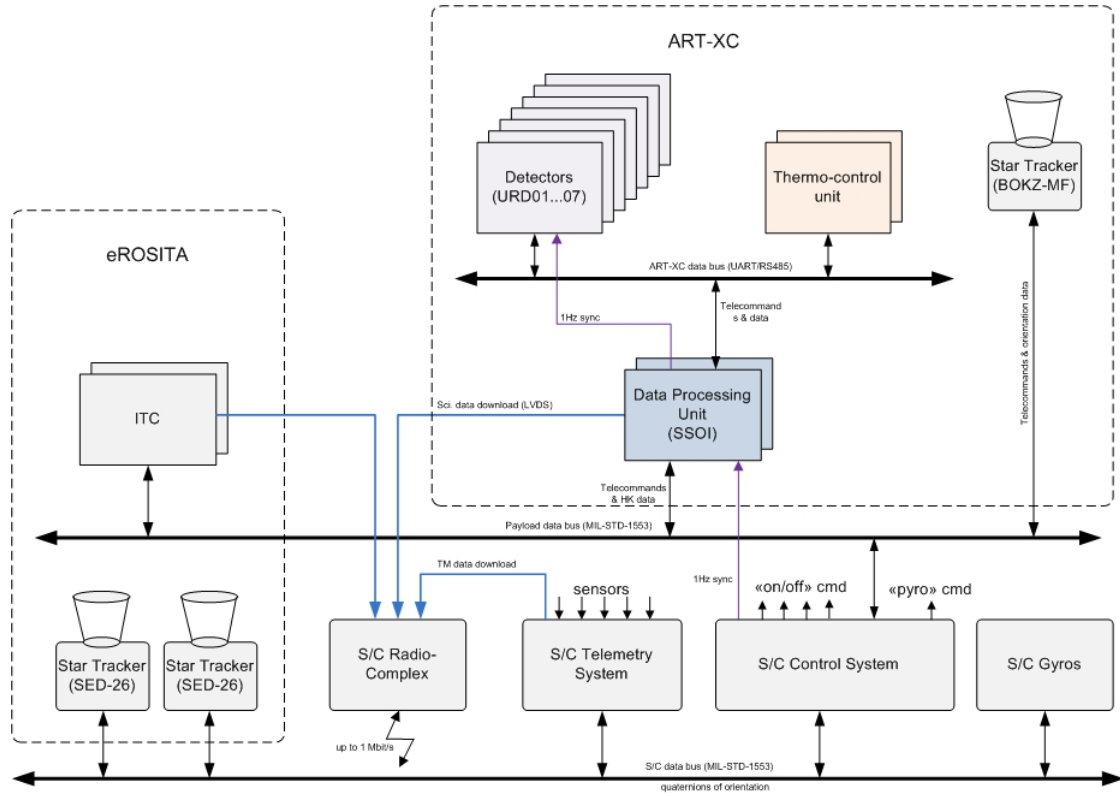 ART-XC
Detectors
(URD01...07)
Thermo-control
unit
Star Tracker
(BOKZ-MF)
eROSITA
ART-XC data bus (UART/RS485)
1Hz sync
Telecommand
s & data
Telecommands & orientation data
ITC
Sci. data download (LVDS)
Data Processing
Unit
(SSOI)
Telecommands
& HK data
Payload data bus (MIL-STD-1553)
TM data download
sensors
1Hz sync
«on/off» cmd
«pyro» cmd
Star Tracker
(SED-26)
Star Tracker
(SED-26)
S/C Radio-
Complex
S/C Telemetry
System
S/C Control System
S/C Gyros
up to 1 Mbit/s
S/C data bus (MIL-STD-1553)
quaternions of orientation